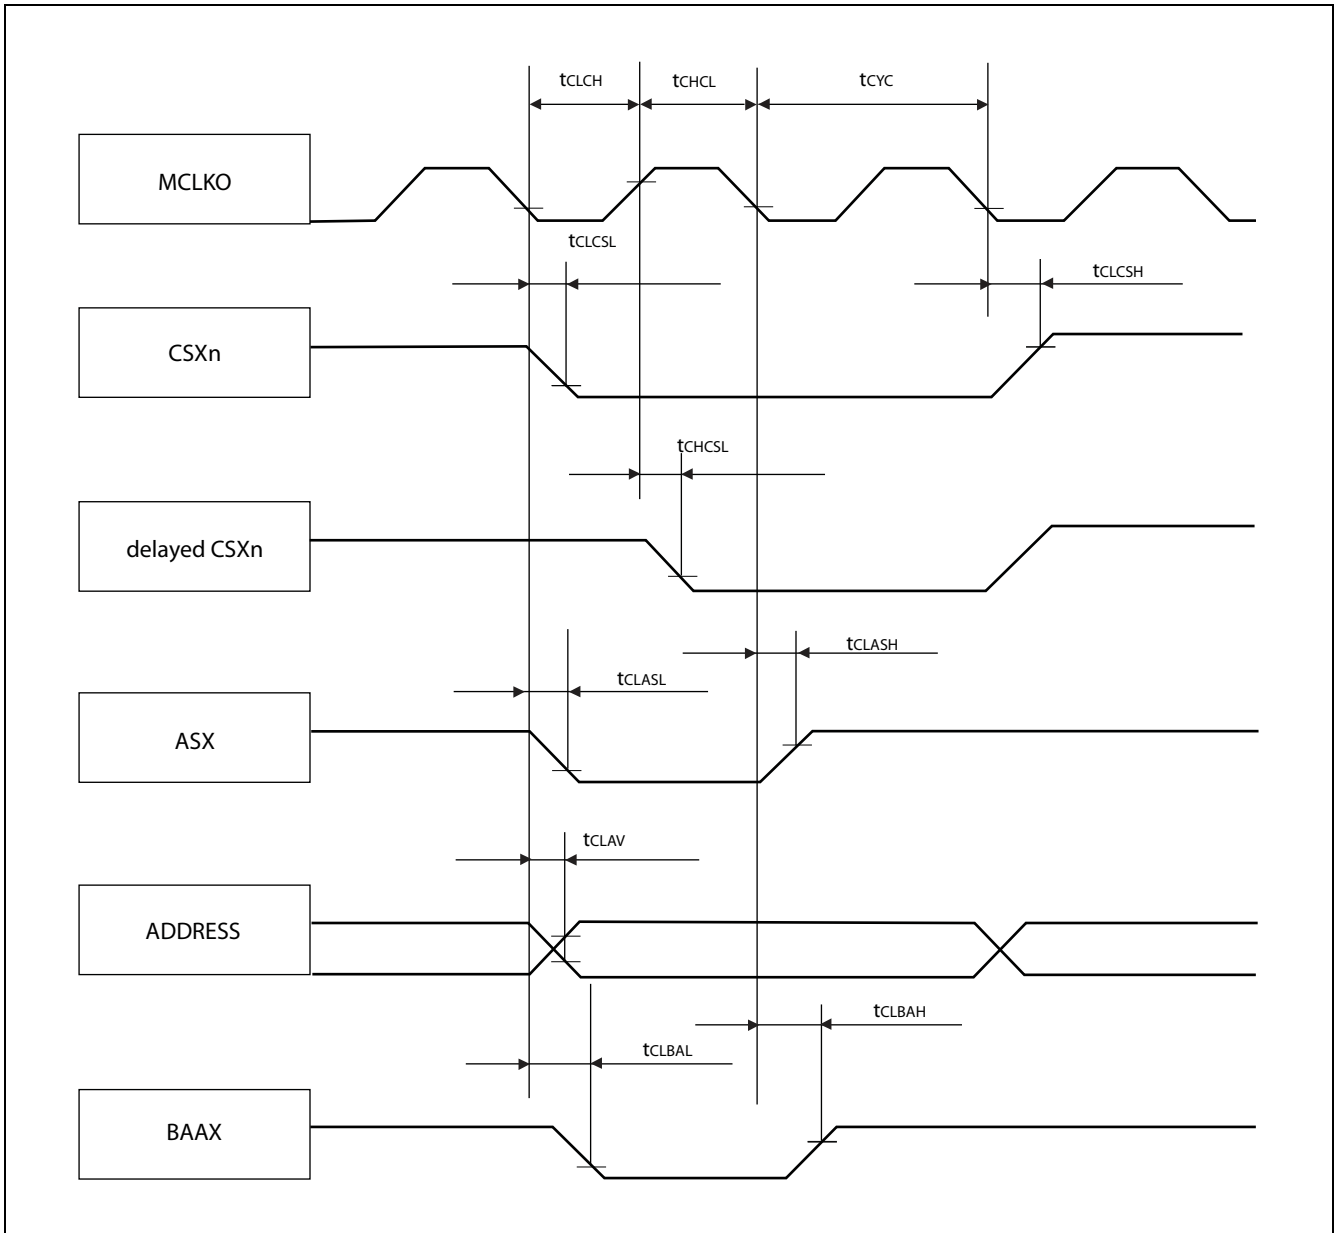 tCLCH tCHCL tCYC
MCLKO
tCLCSL
tCLCSH
CSXn
tCHCSL
delayed CSXn
tCLASH
tCLASL
ASX
tCLAV
ADDRESS
tCLBAH
tCLBAL
BAAX